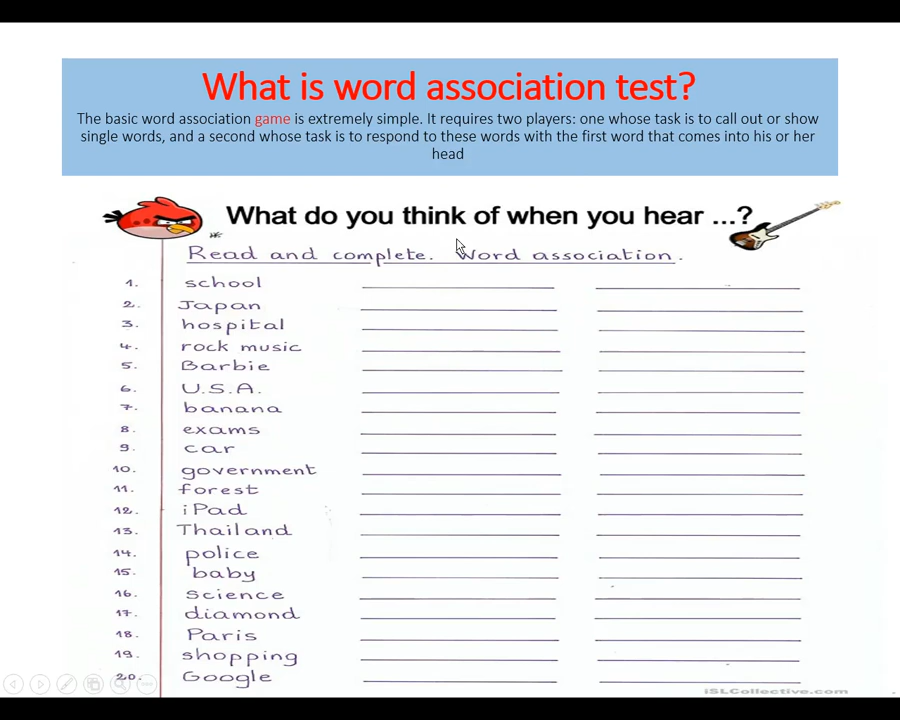 What is word association test?
The basic word association game is extremely simple. It requires two players: one whose task is to call out or show
single words, and a second whose task is to respond to these words with the first word that comes into his or her
head
What do you think of when you hear ...?
Read and complete. Word association.
1. school
2. Japan
3. hospital
4. rock music
5. Barbie
6. U.S.A.
7. banana
8. exams
9. car
10. government
11. forest
12. iPad
13. Thailand
14. police
15. baby
16. science
17. diamond
18. Paris
19. shopping
20. Google
iSLCollective.com